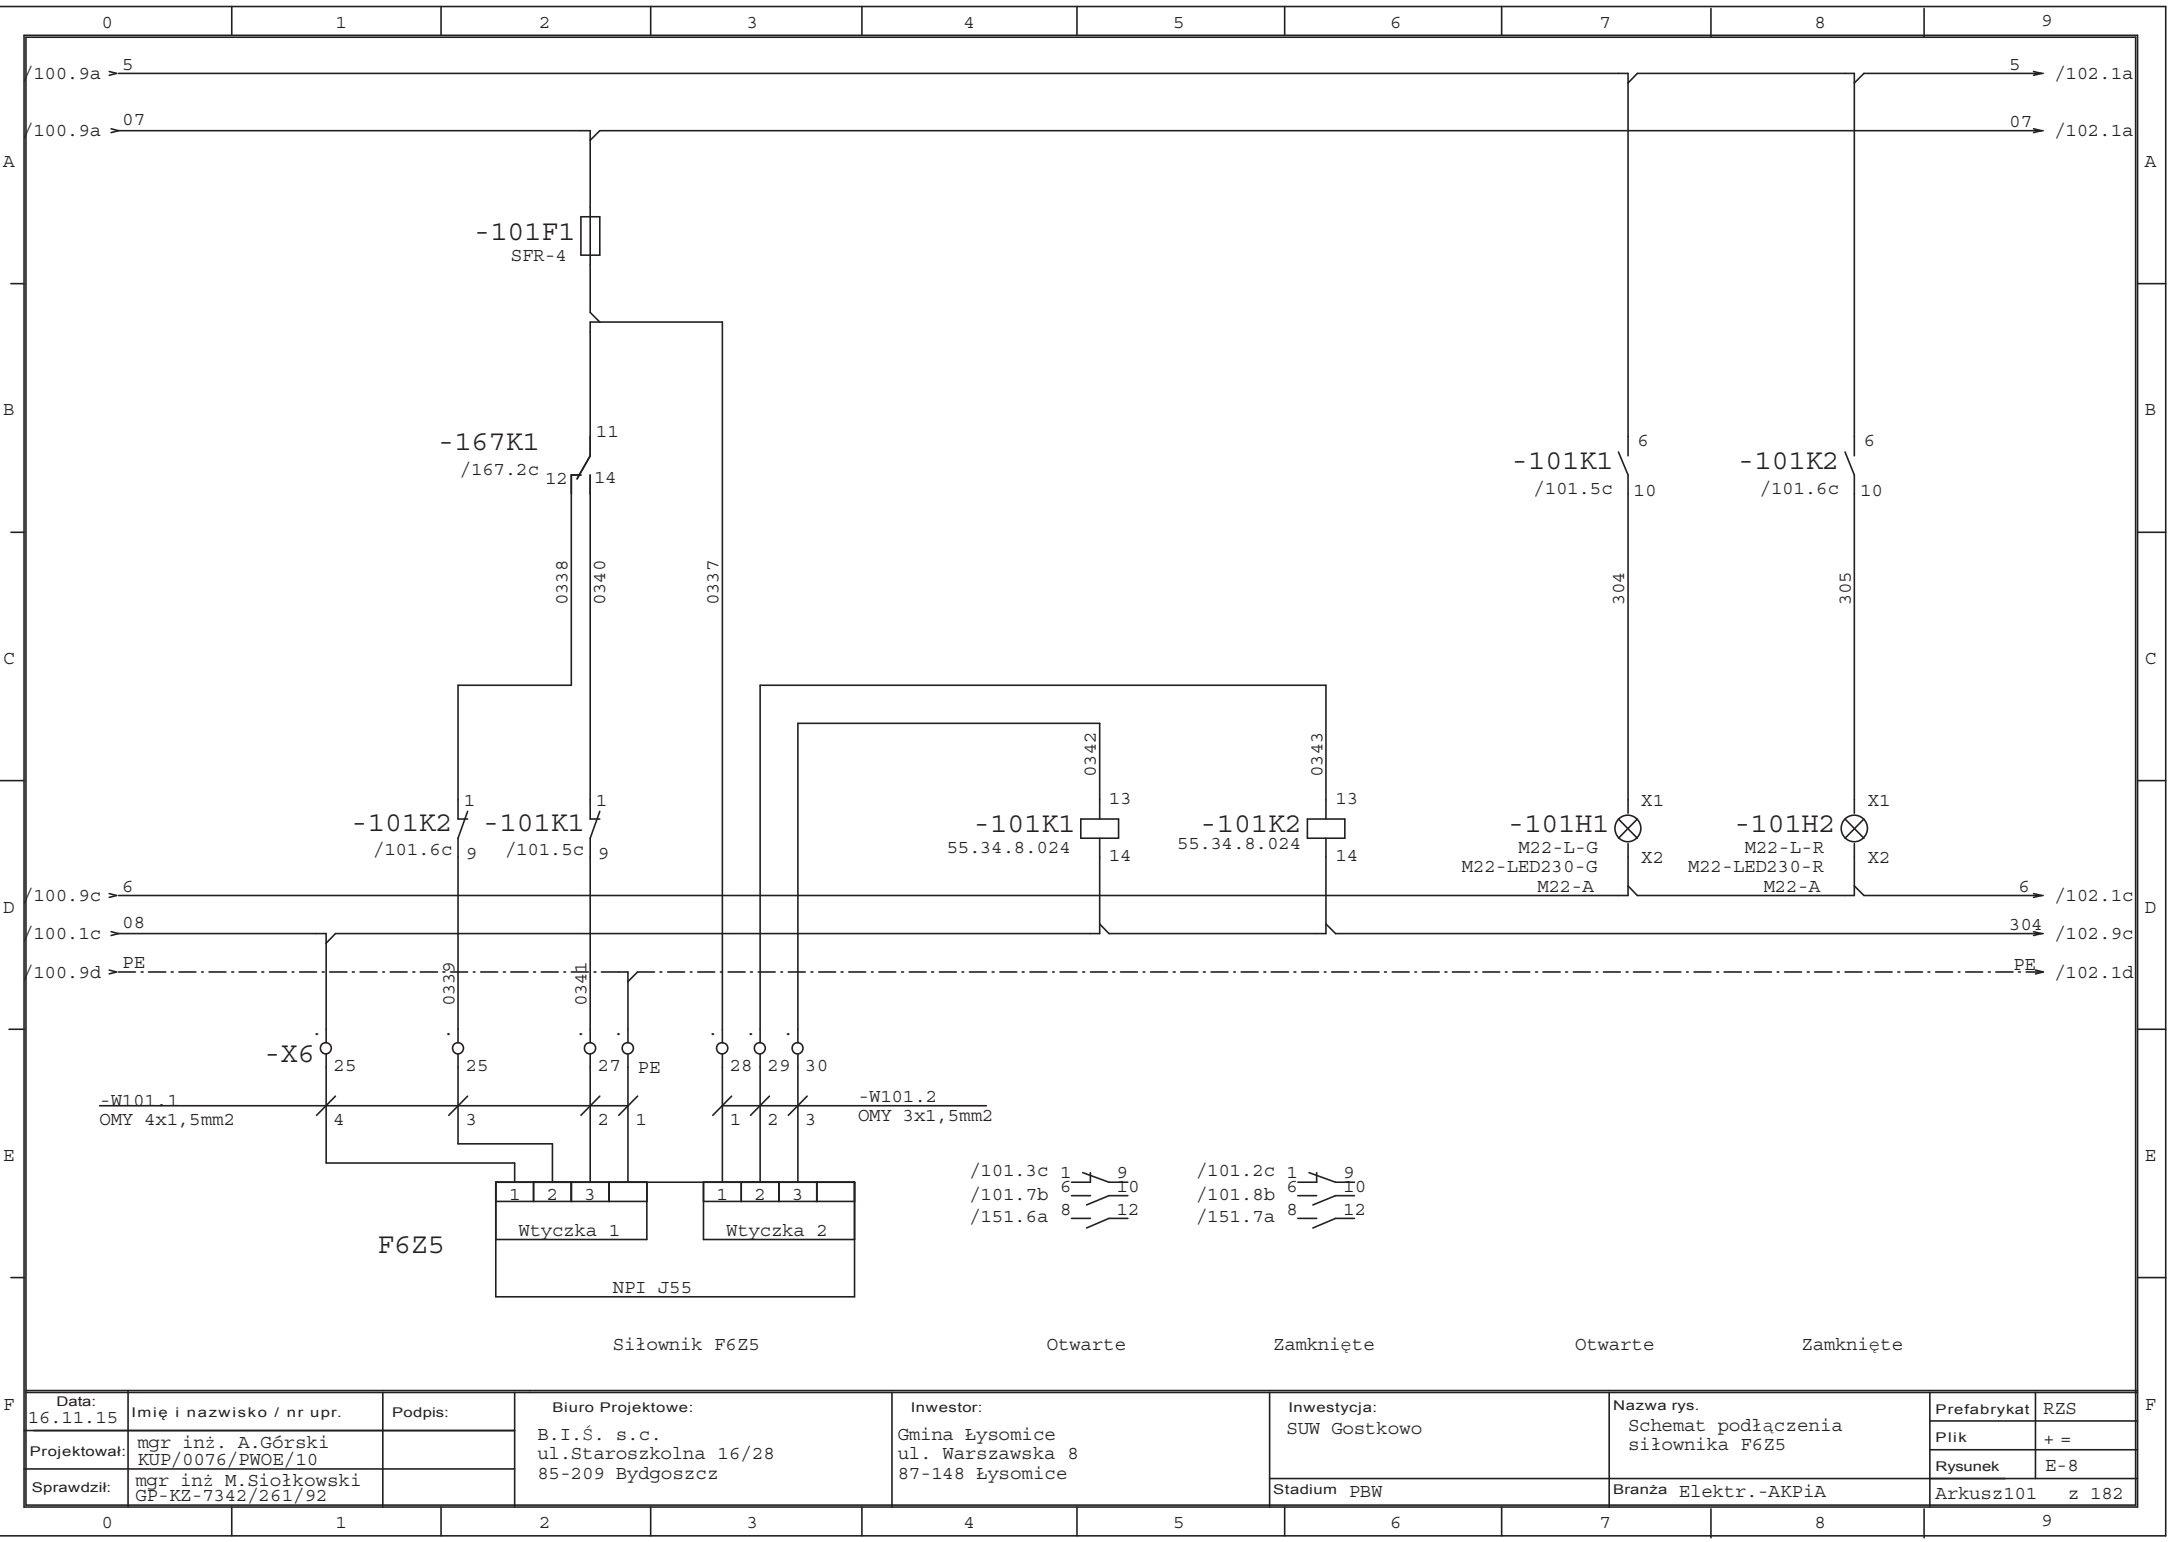 0 1 2 3 4 5 6 7 8 9
/100.9a 5 5 /102.1a
/100.9a 07 07 /102.1a
A A
-101F1
SFR-4
B B
-167K1 11
/167.2c 12 14
6 6
-101K1 -101K2
/101.5c 10 /101.6c 10
0338 0340 0337 304 305
C C
0342 0343
1 1 13 13 X1 X1
-101K2 -101K1 -101K1 -101K2 -101H1 -101H2
/101.6c 9 /101.5c 9 55.34.8.024 14 55.34.8.024 14 M22-L-G X2 M22-L-R X2
M22-LED230-G M22-LED230-R
M22-A M22-A
/100.9c 6 6 /102.1c
D D
/100.1c 08 304 /102.9c
/100.9d PE PE /102.1d
0339 0341
-X6 25 25 27 PE 28 29 30
-W101.1 -W101.2
OMY 4x1,5mm2 4 3 2 1 1 2 3 OMY 3x1,5mm2
E E
/101.3c 1 9 /101.2c 1 9
/101.7b 6 10 /101.8b 6 10
/151.6a 8 12 /151.7a 8 12
1 2 3 1 2 3
Wtyczka 1 Wtyczka 2
F6Z5
NPI J55
Siłownik F6Z5 Otwarte Zamknięte Otwarte Zamknięte
F F
Data:
16.11.15
Imię i nazwisko / nr upr.
Podpis:
Projektował:
mgr inż. A.Górski
KUP/0076/PWOE/10
Sprawdził:
mgr inż M.Siołkowski
GP-KZ-7342/261/92
Biuro Projektowe:
B.I.Ś. s.c.
ul.Staroszkolna 16/28
85-209 Bydgoszcz
Inwestor:
Gmina Łysomice
ul. Warszawska 8
87-148 Łysomice
Inwestycja:
SUW Gostkowo
Stadium PBW
Nazwa rys.
Schemat podłączenia
siłownika F6Z5
Branża Elektr.-AKPiA
Prefabrykat RZS
Plik + =
Rysunek E-8
Arkusz101 z 182
0 1 2 3 4 5 6 7 8 9